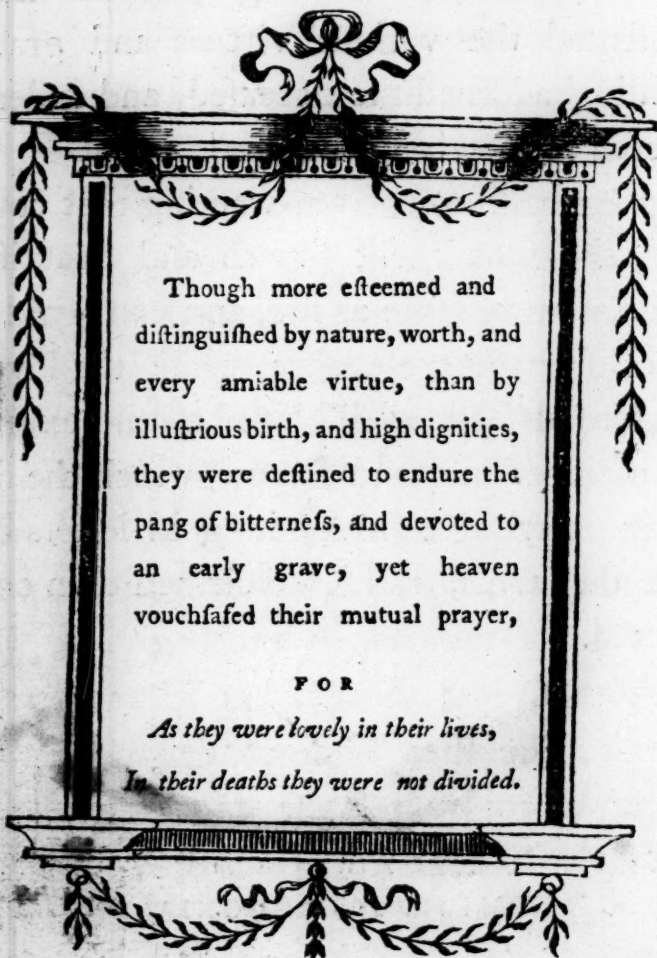 Though more eſteemed and
diſtinguiſhed by nature, worth, and
every amiable virtue, than by
illuſtrious birth, and high dignities,
they were deſtined to endure the
pang of bitterneſs, and devoted to
an early grave, yet heaven
vouchſafed their mutual prayer,
FOR
As they were lovely in their lives,
In their deaths they were not divided.